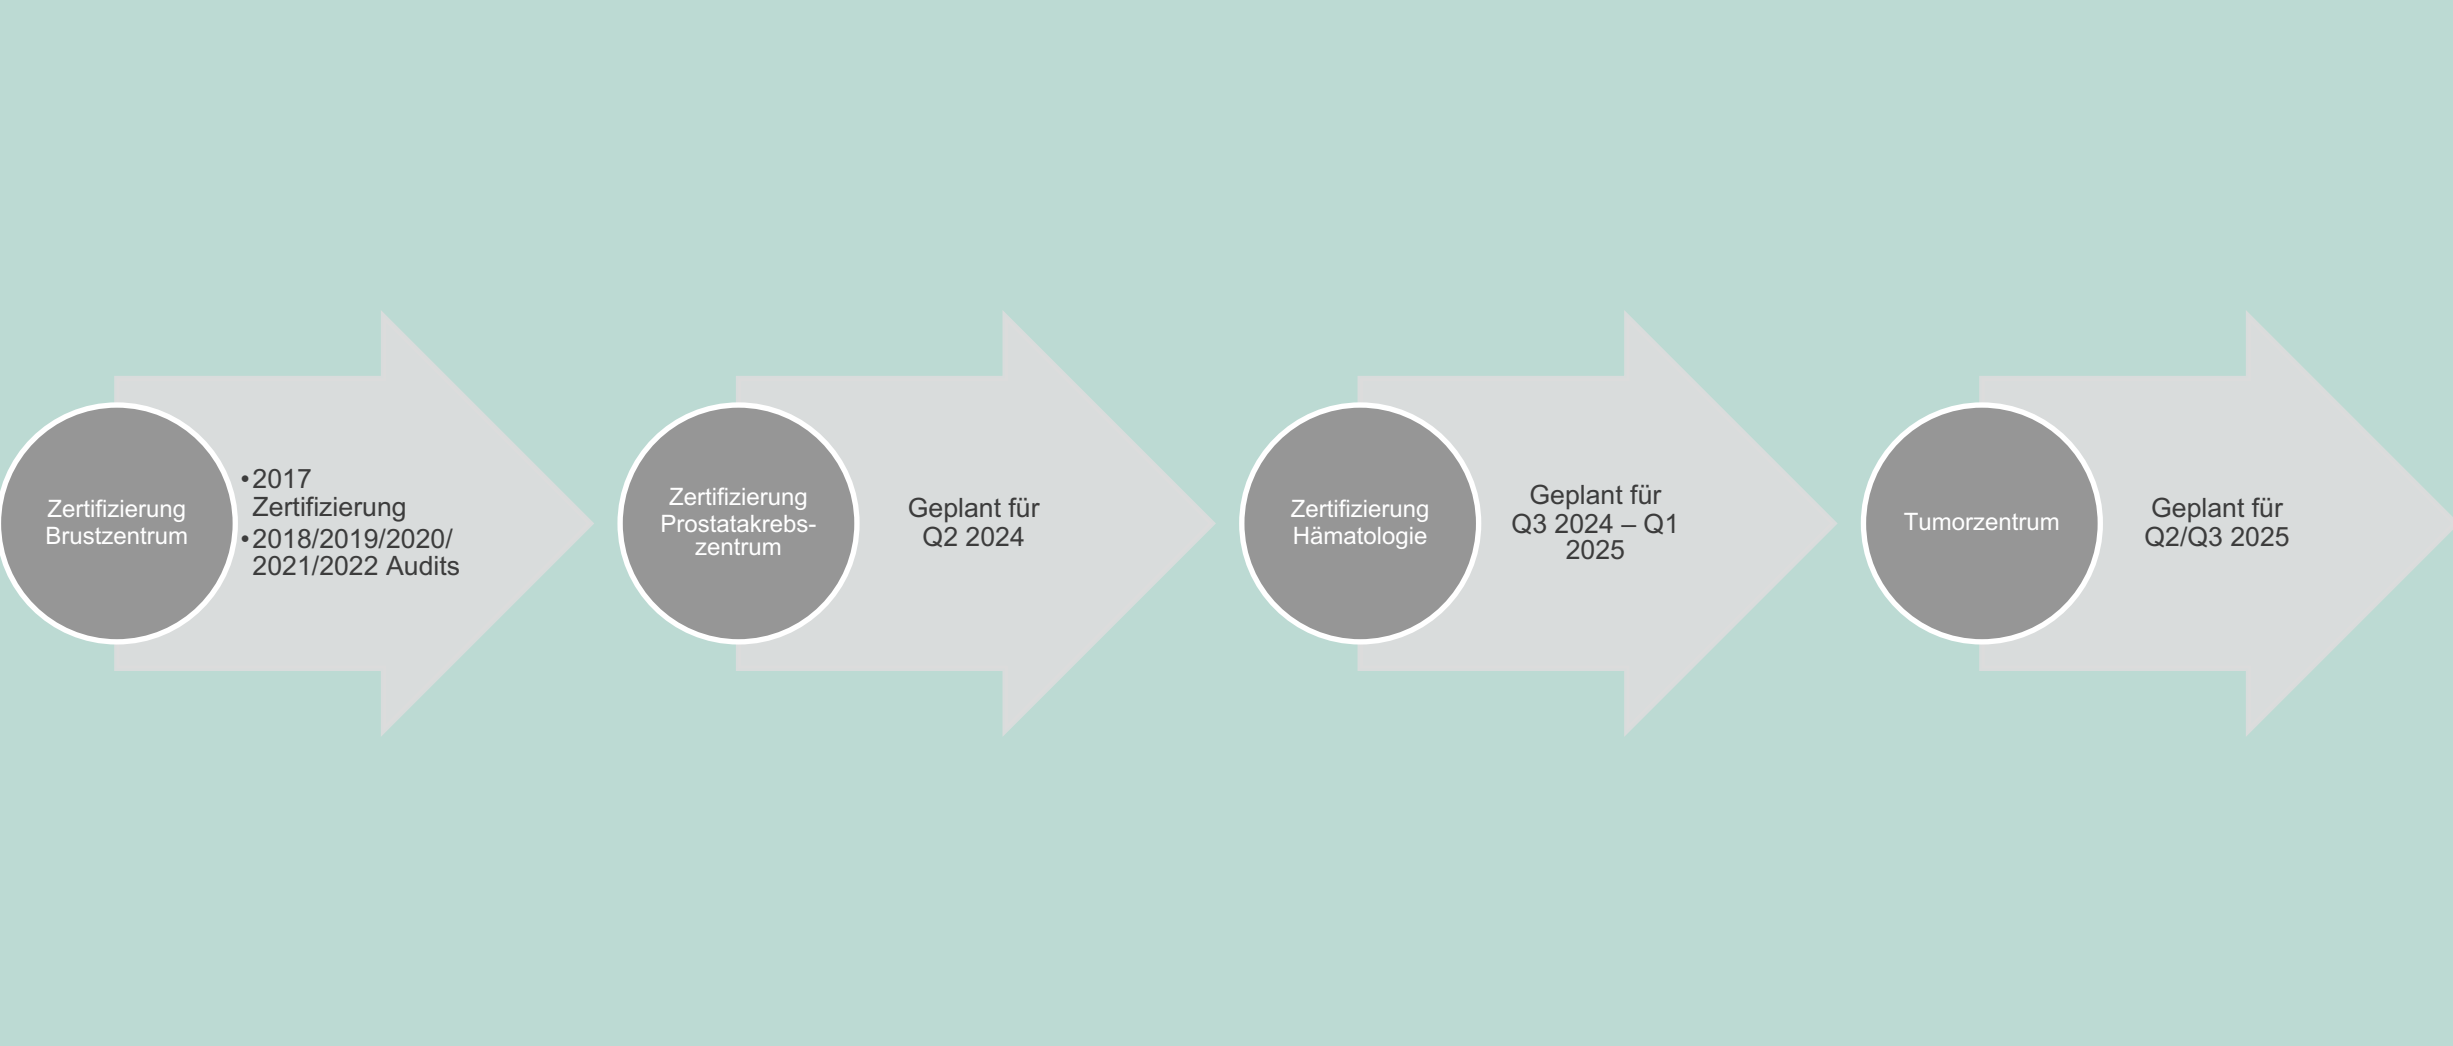 Zertifizierung
Brustzentrum
•2017
Zertifizierung
•2018/2019/2020/
2021/2022 Audits
Zertifizierung
Prostatakrebs-
zentrum
Geplant für
Q2 2024
Zertifizierung
Hämatologie
Geplant für
Q3 2024 – Q1
2025
Tumorzentrum
Geplant für
Q2/Q3 2025